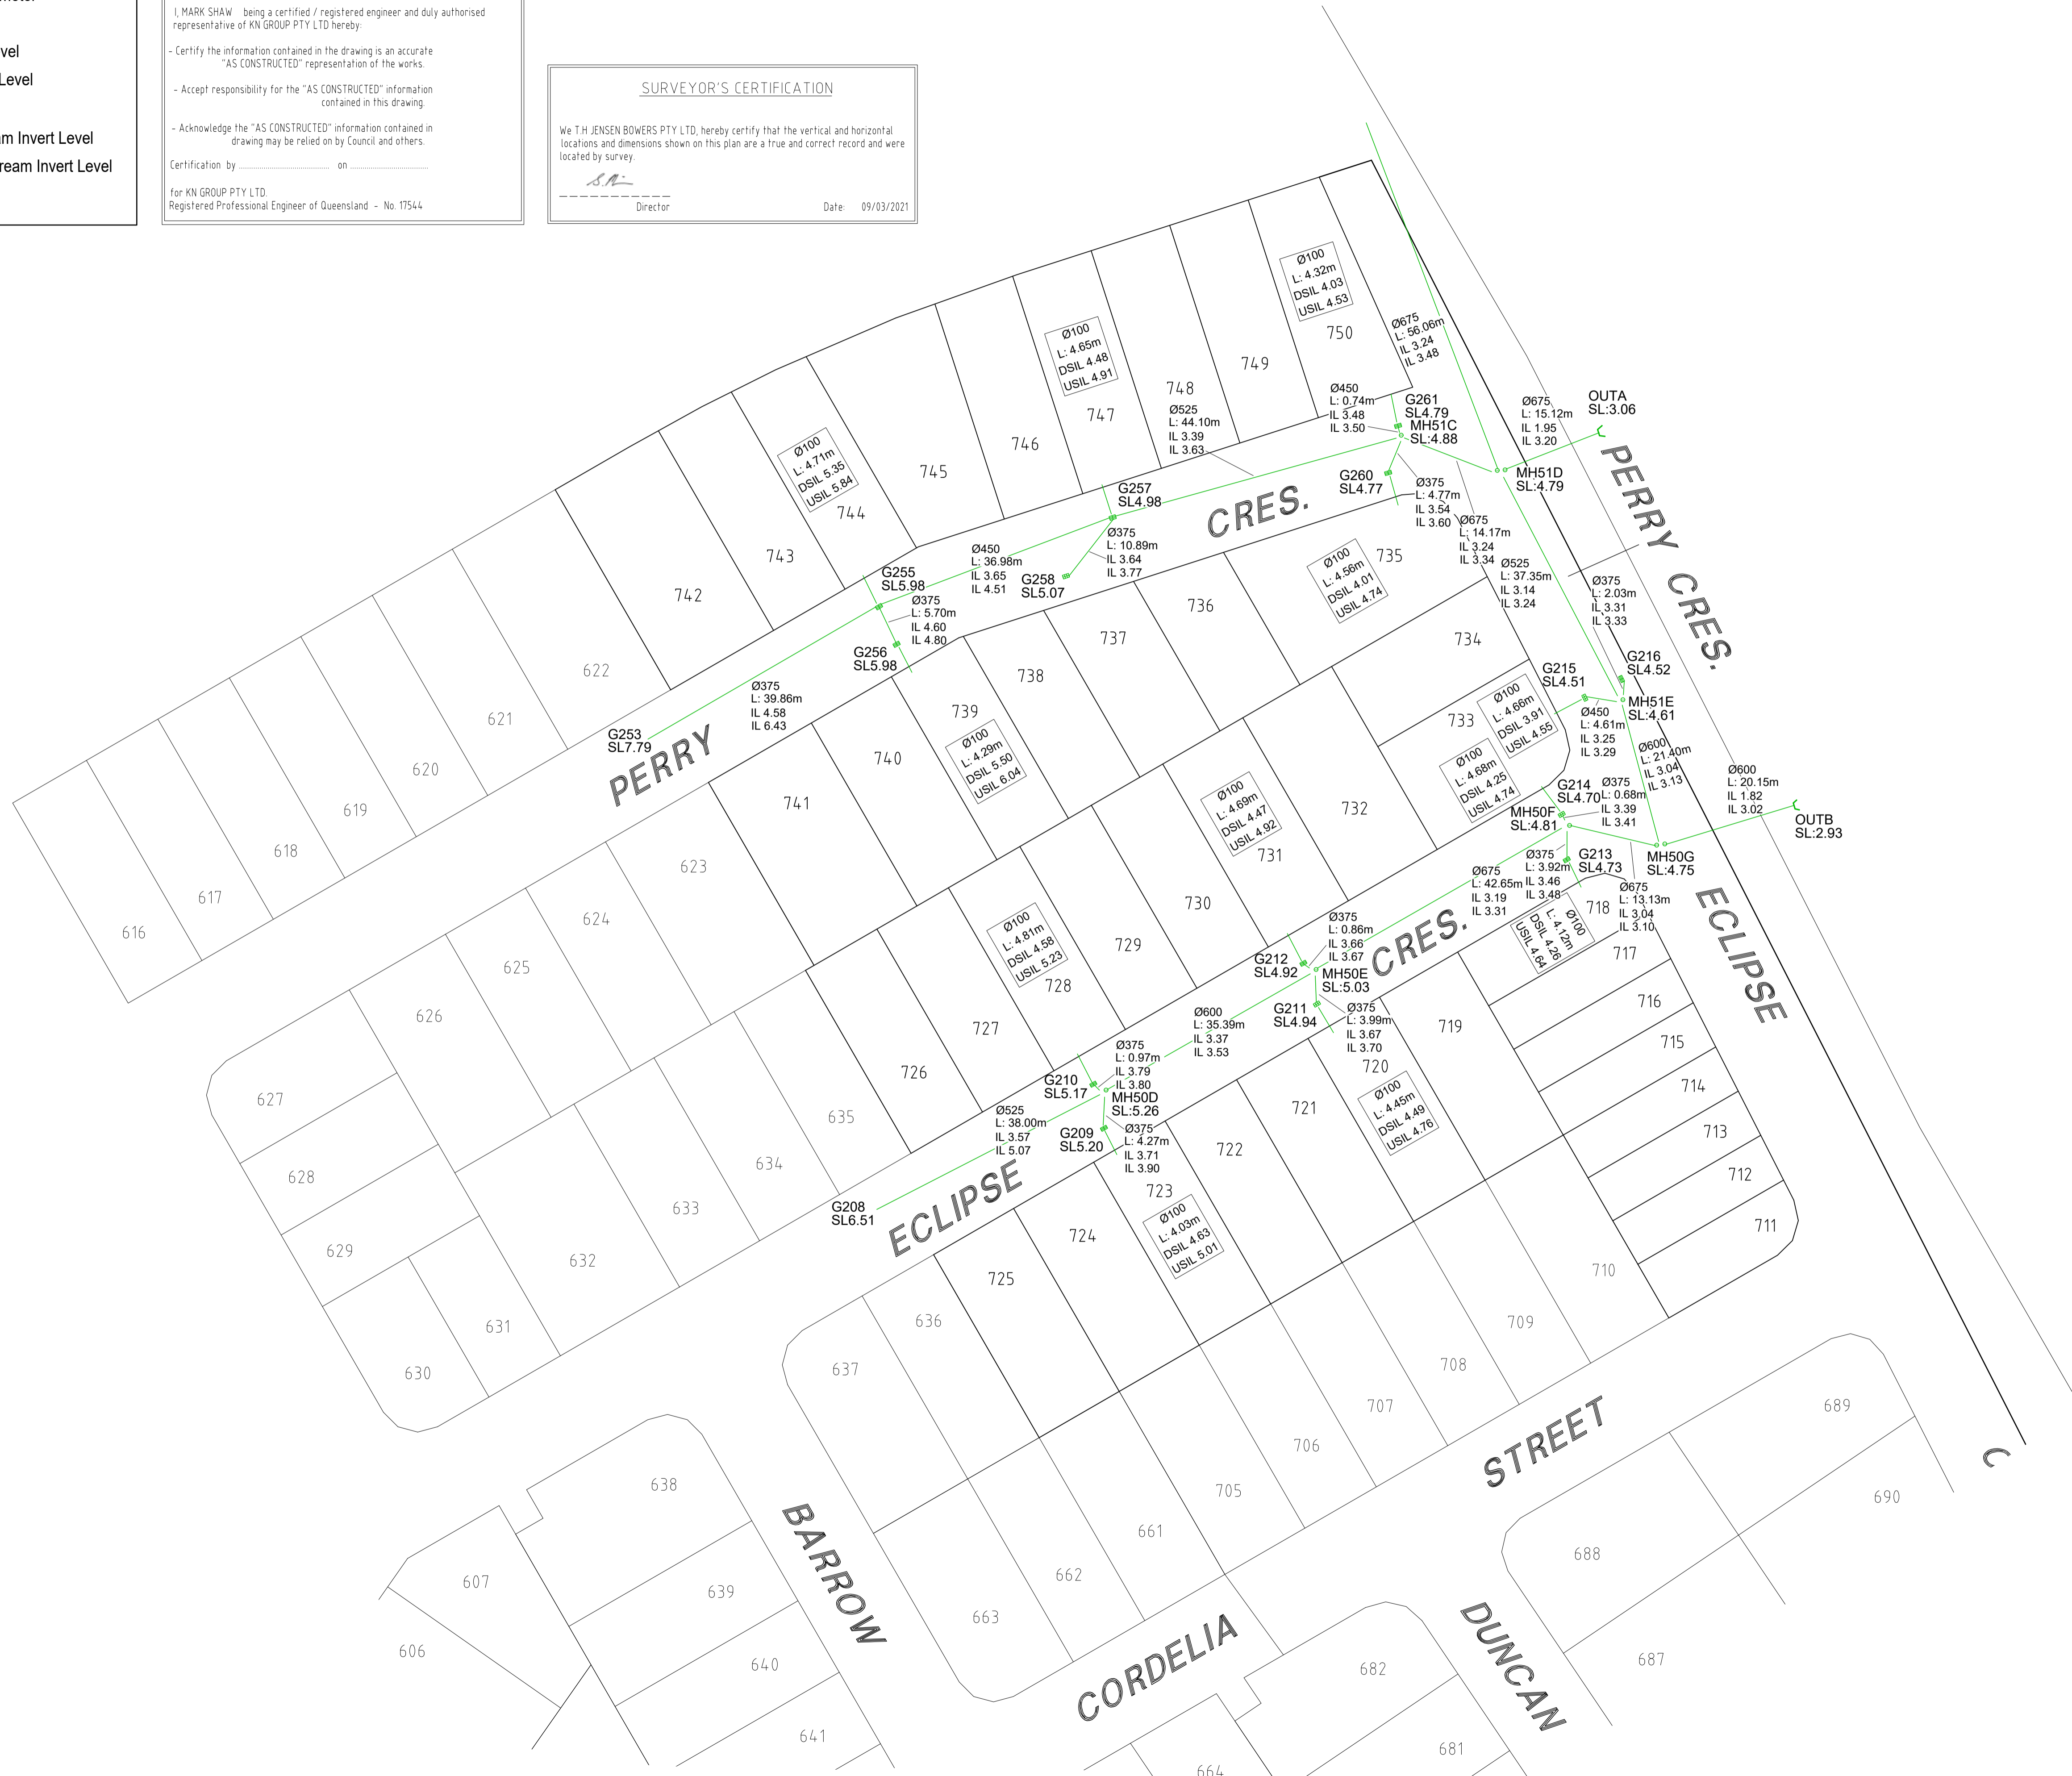 vel
Level
m Invert Level
ream Invert Level
I, MARK SHAW being a certified / registered engineer and duly authorised
representative of KN GROUP PTY LTD hereby:
- Certify the information contained in the drawing is an accurate
"AS CONSTRUCTED" representation of the works.
- Accept responsibility for the "AS CONSTRUCTED" information
contained in this drawing.
- Acknowledge the "AS CONSTRUCTED" information contained in
drawing may be relied on by Council and others.
Certification by .................................... on ...............................
for KN GROUP PTY LTD.
Registered Professional Engineer of Queensland - No. 17544
SURVEYOR'S CERTIFICATION
We T.H JENSEN BOWERS PTY LTD, hereby certify that the vertical and horizontal
locations and dimensions shown on this plan are a true and correct record and were
located by survey.
Director
Date: 09/03/2021
Ø100
L: 4.32m
DSIL 4.03
USIL 4.53
750
Ø675
L: 56.06m
IL 3.24
IL 3.48
Ø100
L: 4.65m
DSIL 4.48
USIL 4.91
747
748
749
Ø525
L: 44.10m
IL 3.39
IL 3.63
Ø450
L: 0.74m
IL 3.48
IL 3.50
G261
SL4.79
MH51C
SL:4.88
Ø675
L: 15.12m
IL 1.95
IL 3.20
OUTA
SL:3.06
Ø100
L: 4.71m
DSIL 5.35
USIL 5.84
744
745
746
743
742
G257
SL4.98
G260
SL4.77
MH51D
SL:4.79
CRES.
PERRY CRES.
Ø375
L: 4.77m
IL 3.54
IL 3.60
Ø675
L: 14.17m
IL 3.24
IL 3.34
Ø375
L: 10.89m
IL 3.64
IL 3.77
Ø450
L: 36.98m
IL 3.65
IL 4.51
G258
SL5.07
G255
SL5.98
Ø375
L: 5.70m
IL 4.60
IL 4.80
G256
SL5.98
Ø100
L: 4.56m
DSIL 4.01
USIL 4.74
735
Ø525
L: 37.35m
IL 3.14
IL 3.24
Ø375
L: 2.03m
IL 3.31
IL 3.33
736
737
738
739
734
G215
SL4.51
G216
SL4.52
MH51E
SL:4.61
622
621
620
619
618
617
616
Ø375
L: 39.86m
IL 4.58
IL 6.43
G253
SL7.79
PERRY
Ø100
L: 4.29m
DSIL 5.50
USIL 6.04
740
741
733
Ø100
L: 4.66m
DSIL 3.91
USIL 4.55
Ø100
L: 4.68m
DSIL 4.25
USIL 4.74
Ø450
L: 4.61m
IL 3.25
IL 3.29
Ø600
L: 21.40m
IL 3.04
IL 3.13
Ø600
L: 20.15m
IL 1.82
IL 3.02
OUTB
SL:2.93
G214
SL4.70
Ø375
L: 0.68m
IL 3.39
IL 3.41
MH50F
SL:4.81
Ø100
L: 4.69m
DSIL 4.47
USIL 4.92
731
732
730
MH50G
SL:4.75
G213
SL4.73
Ø375
L: 3.92m
IL 3.46
IL 3.48
Ø675
L: 42.65m
IL 3.19
IL 3.31
Ø675
L: 13.13m
IL 3.04
IL 3.10
718
Ø100
L: 4.12m
DSIL 4.26
USIL 4.64
717
ECLIPSE
623
624
625
626
627
Ø100
L: 4.81m
DSIL 4.58
USIL 5.23
728
729
727
726
Ø375
L: 0.86m
IL 3.66
IL 3.67
G212
SL4.92
MH50E
SL:5.03
CRES.
G211
SL4.94
Ø375
L: 3.99m
IL 3.67
IL 3.70
Ø600
L: 35.39m
IL 3.37
IL 3.53
719
720
716
715
714
713
712
711
Ø375
L: 0.97m
IL 3.79
IL 3.80
G210
SL5.17
MH50D
SL:5.26
G209
SL5.20
Ø375
L: 4.27m
IL 3.71
IL 3.90
Ø525
L: 38.00m
IL 3.57
IL 5.07
G208
SL6.51
ECLIPSE
Ø100
L: 4.45m
DSIL 4.49
USIL 4.76
721
722
723
Ø100
L: 4.03m
DSIL 4.63
USIL 5.01
724
725
635
634
633
632
628
629
631
630
636
637
710
709
708
707
706
705
661
662
663
STREET
CORDELIA
BARROW
DUNCAN
C
638
639
640
641
607
606
689
690
688
687
682
681
664